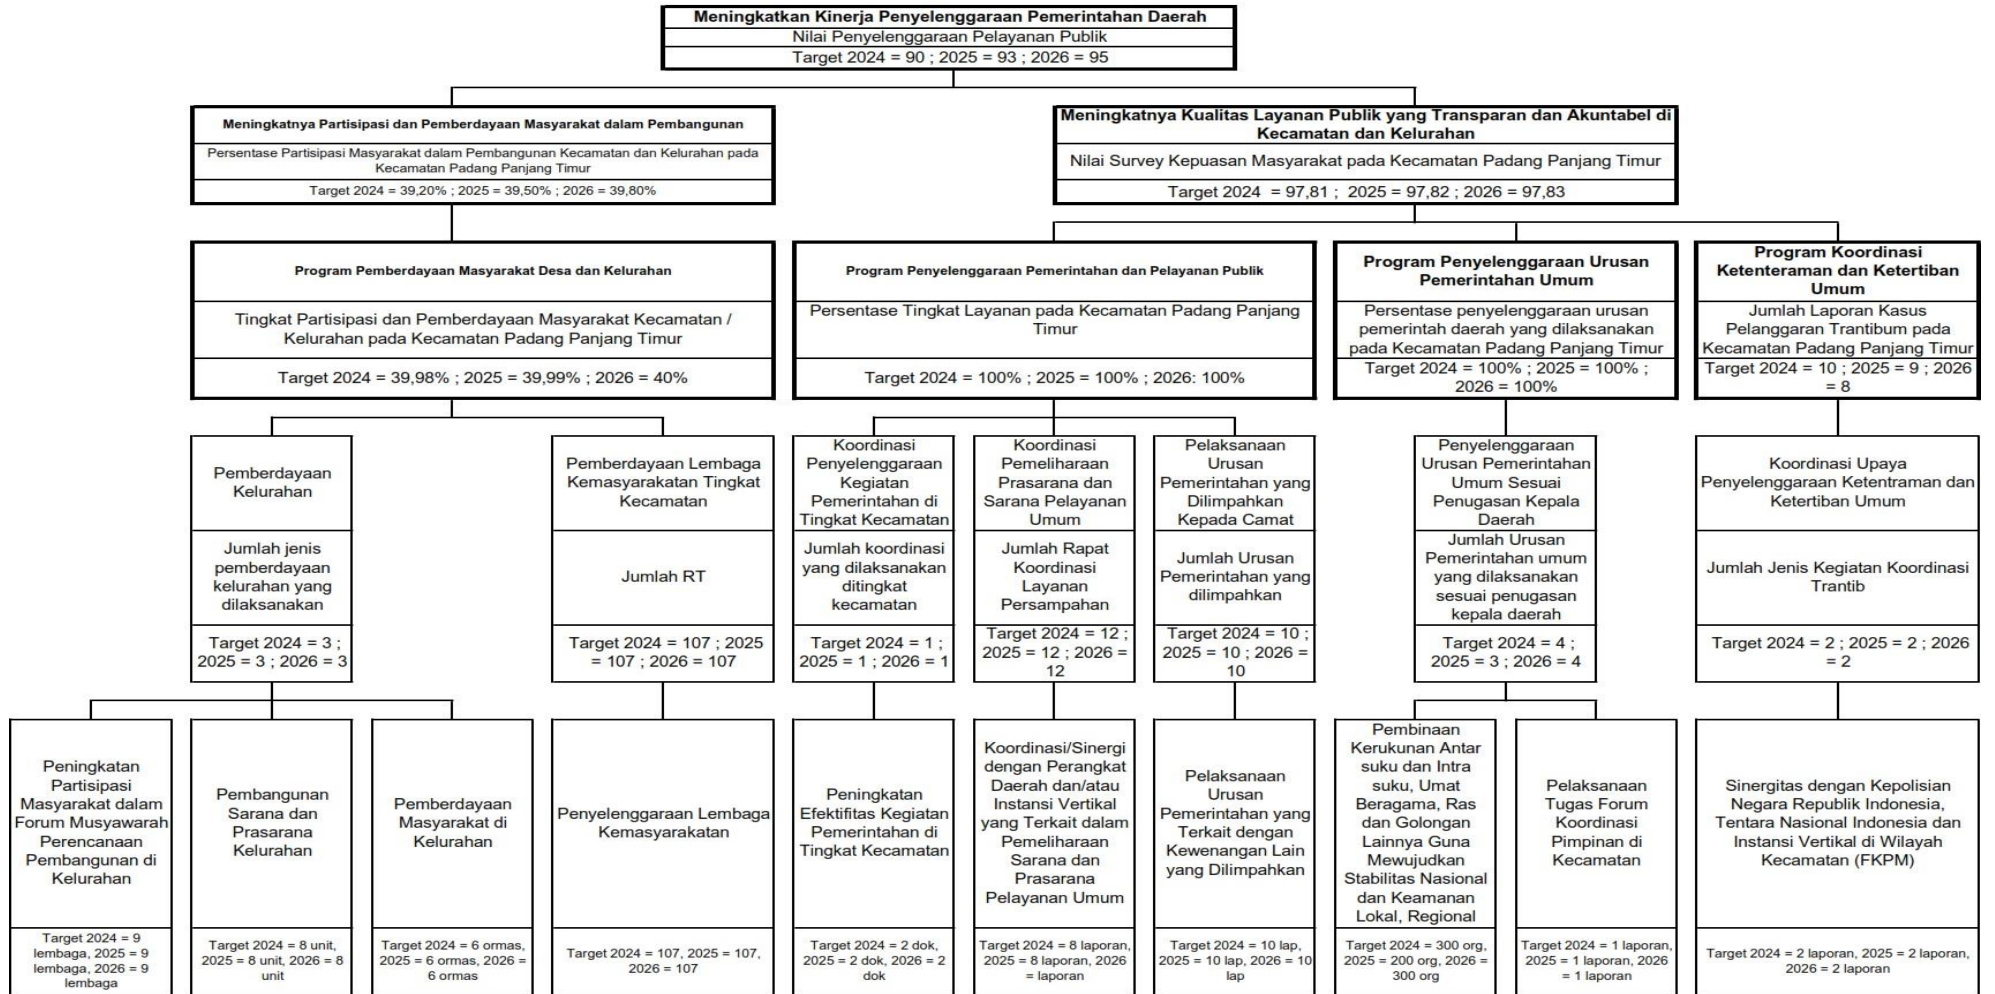 Meningkatkan Kinerja Penyelenggaraan Pemerintahan Daerah
Nilai Penyelenggaraan Pelayanan Publik
Target 2024 = 90 ; 2025 = 93 ; 2026 = 95
Meningkatnya Partisipasi dan Pemberdayaan Masyarakat dalam Pembangunan
Persentase Partisipasi Masyarakat dalam Pembangunan Kecamatan dan Kelurahan pada
Kecamatan Padang Panjang Timur
Target 2024 = 39,20% ; 2025 = 39,50% ; 2026 = 39,80%
Meningkatnya Kualitas Layanan Publik yang Transparan dan Akuntabel di
Kecamatan dan Kelurahan
Nilai Survey Kepuasan Masyarakat pada Kecamatan Padang Panjang Timur
Target 2024 = 97,81 ; 2025 = 97,82 ; 2026 = 97,83
Program Pemberdayaan Masyarakat Desa dan Kelurahan
Tingkat Partisipasi dan Pemberdayaan Masyarakat Kecamatan /
Kelurahan pada Kecamatan Padang Panjang Timur
Target 2024 = 39,98% ; 2025 = 39,99% ; 2026 = 40%
Program Penyelenggaraan Pemerintahan dan Pelayanan Publik
Persentase Tingkat Layanan pada Kecamatan Padang Panjang
Timur
Target 2024 = 100% ; 2025 = 100% ; 2026: 100%
Program Penyelenggaraan Urusan
Pemerintahan Umum
Persentase penyelenggaraan urusan
pemerintah daerah yang dilaksanakan
pada Kecamatan Padang Panjang Timur
Target 2024 = 100% ; 2025 = 100% ;
2026 = 100%
Program Koordinasi
Ketenteraman dan Ketertiban
Umum
Jumlah Laporan Kasus
Pelanggaran Trantibum pada
Kecamatan Padang Panjang Timur
Target 2024 = 10 ; 2025 = 9 ; 2026
= 8
Pemberdayaan
Kelurahan
Jumlah jenis
pemberdayaan
kelurahan yang
dilaksanakan
Target 2024 = 3 ;
2025 = 3 ; 2026 = 3
Pemberdayaan Lembaga
Kemasyarakatan Tingkat
Kecamatan
Jumlah RT
Target 2024 = 107 ; 2025
= 107 ; 2026 = 107
Koordinasi
Penyelenggaraan
Kegiatan
Pemerintahan di
Tingkat Kecamatan
Jumlah koordinasi
yang dilaksanakan
ditingkat
kecamatan
Target 2024 = 1 ;
2025 = 1 ; 2026 = 1
Koordinasi
Pemeliharaan
Prasarana dan
Sarana Pelayanan
Umum
Jumlah Rapat
Koordinasi
Layanan
Persampahan
Target 2024 = 12 ;
2025 = 12 ; 2026 =
12
Pelaksanaan
Urusan
Pemerintahan yang
Dilimpahkan
Kepada Camat
Jumlah Urusan
Pemerintahan yang
dilimpahkan
Target 2024 = 10 ;
2025 = 10 ; 2026 =
10
Penyelenggaraan
Urusan Pemerintahan
Umum Sesuai
Penugasan Kepala
Daerah
Jumlah Urusan
Pemerintahan umum
yang dilaksanakan
sesuai penugasan
kepala daerah
Target 2024 = 4 ;
2025 = 3 ; 2026 = 4
Koordinasi Upaya
Penyelenggaraan Ketentraman dan
Ketertiban Umum
Jumlah Jenis Kegiatan Koordinasi
Trantib
Target 2024 = 2 ; 2025 = 2 ; 2026
= 2
Peningkatan
Partisipasi
Masyarakat dalam
Forum Musyawarah
Perencanaan
Pembangunan di
Kelurahan
Target 2024 = 9
lembaga, 2025 = 9
lembaga, 2026 = 9
lembaga
Pembangunan
Sarana dan
Prasarana
Kelurahan
Target 2024 = 8 unit,
2025 = 8 unit, 2026 = 8
unit
Pemberdayaan
Masyarakat di
Kelurahan
Target 2024 = 6 ormas,
2025 = 6 ormas, 2026 =
6 ormas
Penyelenggaraan Lembaga
Kemasyarakatan
Target 2024 = 107, 2025 = 107,
2026 = 107
Peningkatan
Efektifitas Kegiatan
Pemerintahan di
Tingkat Kecamatan
Target 2024 = 2 dok,
2025 = 2 dok, 2026 = 2
dok
Koordinasi/Sinergi
dengan Perangkat
Daerah dan/atau
Instansi Vertikal
yang Terkait dalam
Pemeliharaan
Sarana dan
Prasarana
Pelayanan Umum
Target 2024 = 8 laporan,
2025 = 8 laporan, 2026
= laporan
Pelaksanaan
Urusan
Pemerintahan yang
Terkait dengan
Kewenangan Lain
yang Dilimpahkan
Target 2024 = 10 lap,
2025 = 10 lap, 2026 = 10
lap
Pembinaan
Kerukunan Antar
suku dan Intra
suku, Umat
Beragama, Ras
dan Golongan
Lainnya Guna
Mewujudkan
Stabilitas Nasional
dan Keamanan
Lokal, Regional
Target 2024 = 300 org,
2025 = 200 org, 2026 =
300 org
Pelaksanaan
Tugas Forum
Koordinasi
Pimpinan di
Kecamatan
Target 2024 = 1 laporan,
2025 = 1 laporan, 2026
= 1 laporan
Sinergitas dengan Kepolisian
Negara Republik Indonesia,
Tentara Nasional Indonesia dan
Instansi Vertikal di Wilayah
Kecamatan (FKPM)
Target 2024 = 2 laporan, 2025 = 2 laporan,
2026 = 2 laporan